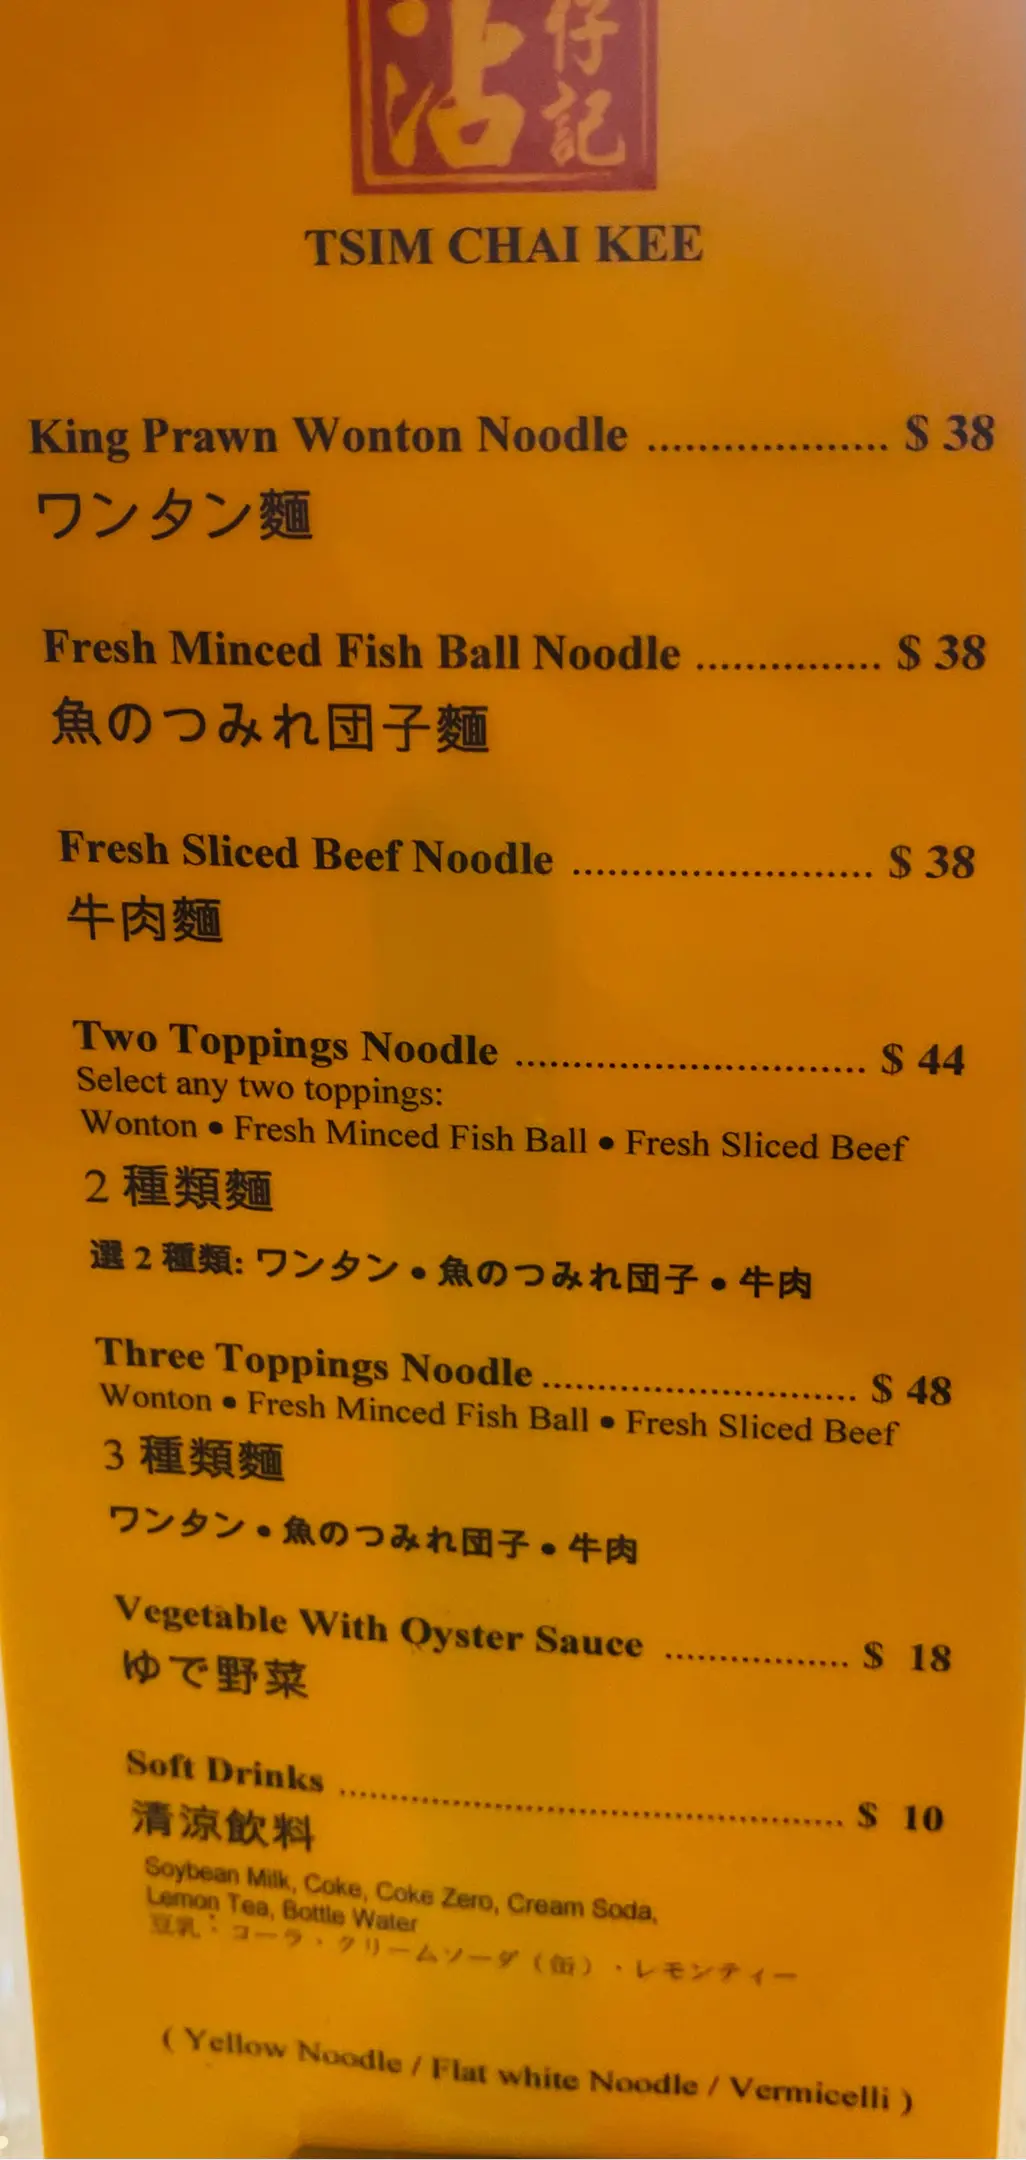 沾仔記
TSIM CHAI KEE
King Prawn Wonton Noodle .................... $ 38
ワンタン麵
Fresh Minced Fish Ball Noodle ............... $ 38
魚のつみれ団子麵
Fresh Sliced Beef Noodle ......................... $ 38
牛肉麵
Two Toppings Noodle .............................. $ 44
Select any two toppings:
Wonton ● Fresh Minced Fish Ball ● Fresh Sliced Beef
2 種類麵
選 2 種類: ワンタン ● 魚のつみれ団子 ● 牛肉
Three Toppings Noodle ........................... $ 48
Wonton ● Fresh Minced Fish Ball ● Fresh Sliced Beef
3 種類麵
ワンタン ● 魚のつみれ団子 ● 牛肉
Vegetable With Oyster Sauce ................. $ 18
ゆで野菜
Soft Drinks .................................................. $ 10
清涼飲料
Soybean Milk, Coke, Coke Zero, Cream Soda,
Lemon Tea, Bottle Water
豆乳：コーラ・クリームソーダ（缶）・レモンティー
( Yellow Noodle / Flat white Noodle / Vermicelli )